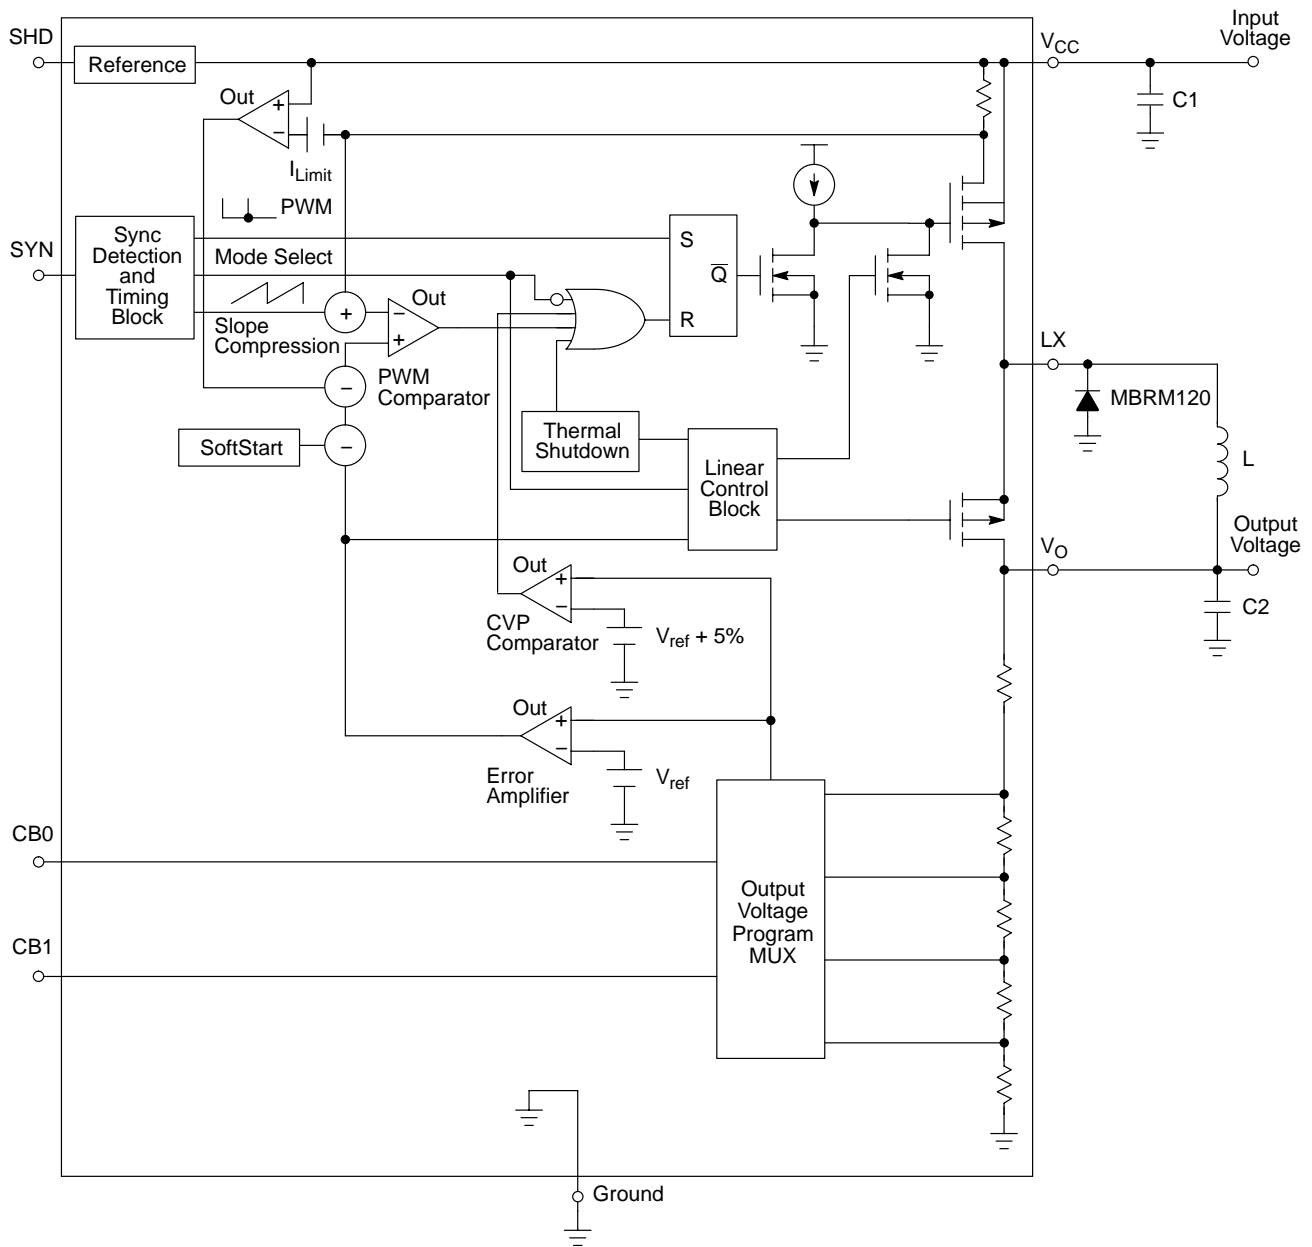 Input
Voltage
SHD
VCC
Reference
Out
+
−
C1
ILimit
PWM
SYN
Sync
Detection
and
Timing
Block
S
Q̅
R
Mode Select
Out
+
−
+
Slope
Compression
LX
−
PWM
Comparator
MBRM120
SoftStart
−
Thermal
Shutdown
Linear
Control
Block
L
VO
Output
Voltage
Out
+
−
C2
CVP
Comparator
Vref + 5%
Out
+
−
Error
Amplifier
Vref
CB0
Output
Voltage
Program
MUX
CB1
Ground